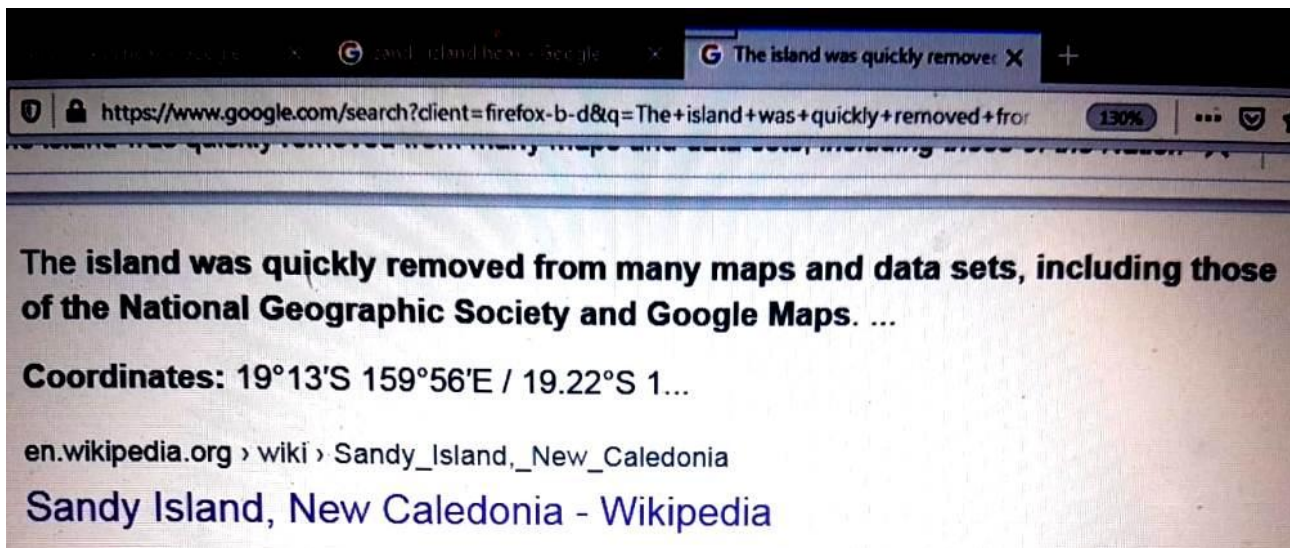 The island was quickly remove
https://www.google.com/search?client=firefox-b-d&q=The+island+was+quickly+removed+fro
130%
The island was quickly removed from many maps and data sets, including those
of the National Geographic Society and Google Maps. ...
Coordinates: 19°13′S 159°56′E / 19.22°S 1...
en.wikipedia.org › wiki › Sandy_Island,_New_Caledonia
Sandy Island, New Caledonia - Wikipedia